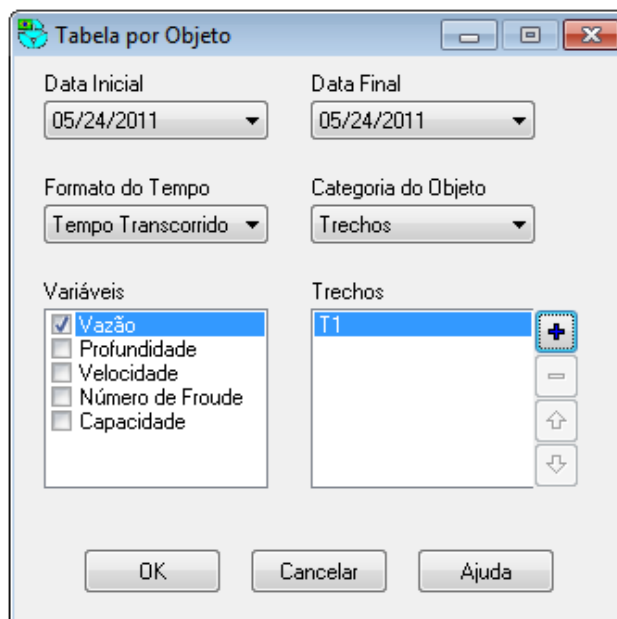 Tabela por Objeto
Data Inicial
Data Final
05/24/2011
05/24/2011
Formato do Tempo
Categoria do Objeto
Tempo Transcorrido
Trechos
Variáveis
Trechos
Vazão
T1
Profundidade
Velocidade
Número de Froude
Capacidade
OK
Cancelar
Ajuda